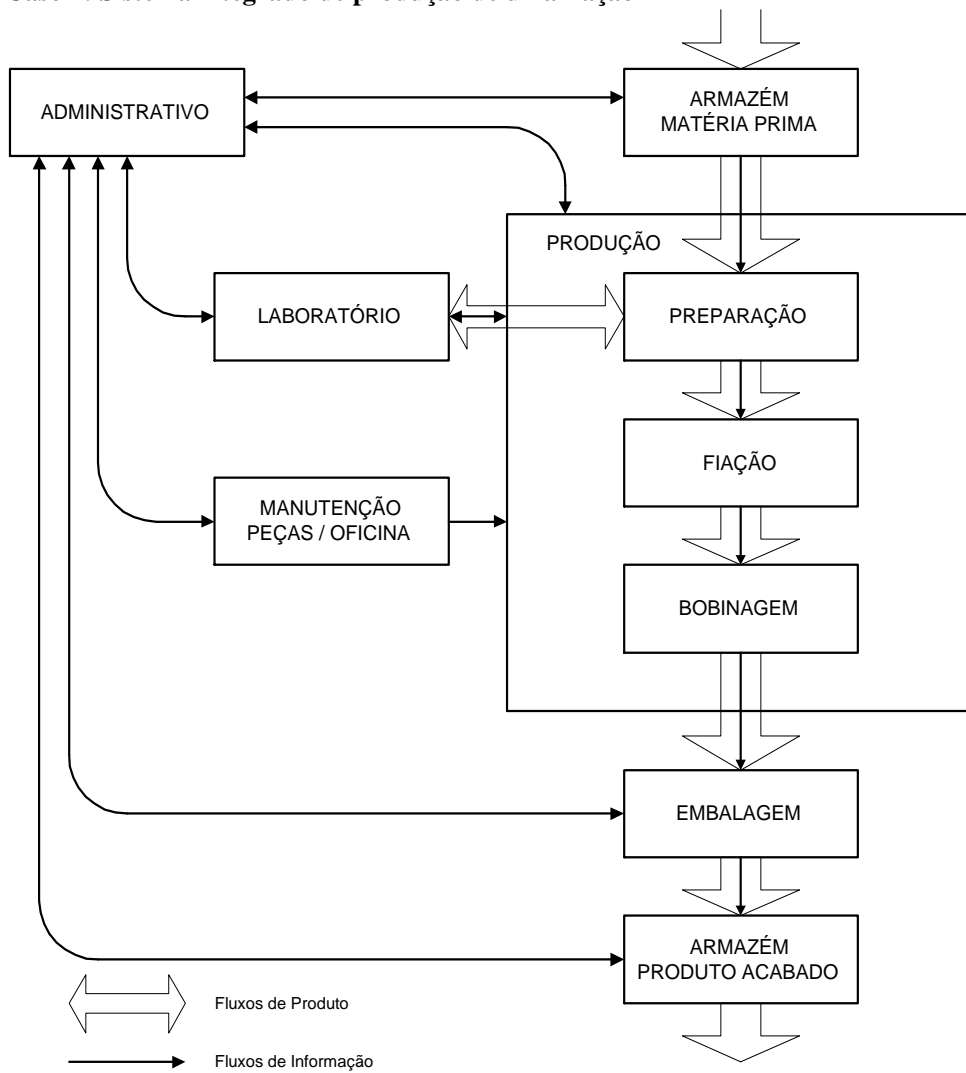 ADMINISTRATIVO
ARMAZÉM
MATÉRIA PRIMA
PRODUÇÃO
LABORATÓRIO
PREPARAÇÃO
FIAÇÃO
MANUTENÇÃO
PEÇAS / OFICINA
BOBINAGEM
EMBALAGEM
ARMAZÉM
PRODUTO ACABADO
Fluxos de Produto
Fluxos de Informação